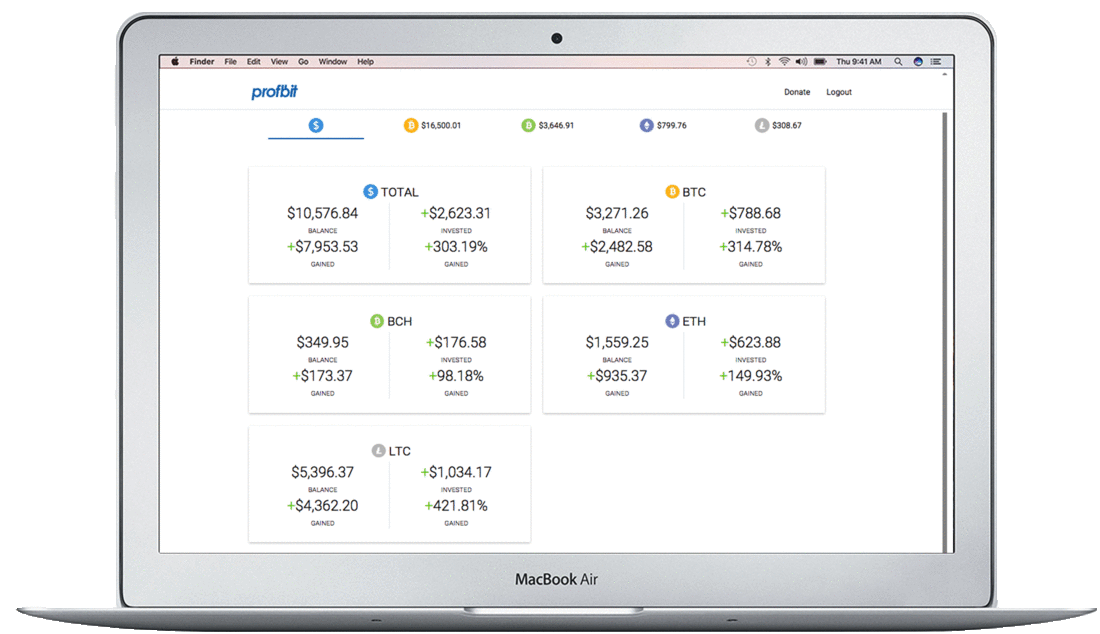 Finder File Edit View Go Window Help Thu 9:41 AM
profbit Donate Logout
$16,500.01 $3,646.91 $799.76 $308.67
TOTAL
$10,576.84 +$2,623.31
BALANCE INVESTED
+$7,953.53 +303.19%
GAINED GAINED
BTC
$3,271.26 +$788.68
BALANCE INVESTED
+$2,482.58 +314.78%
GAINED GAINED
BCH
$349.95 +$176.58
BALANCE INVESTED
+$173.37 +98.18%
GAINED GAINED
ETH
$1,559.25 +$623.88
BALANCE INVESTED
+$935.37 +149.93%
GAINED GAINED
LTC
$5,396.37 +$1,034.17
BALANCE INVESTED
+$4,362.20 +421.81%
GAINED GAINED
MacBook Air